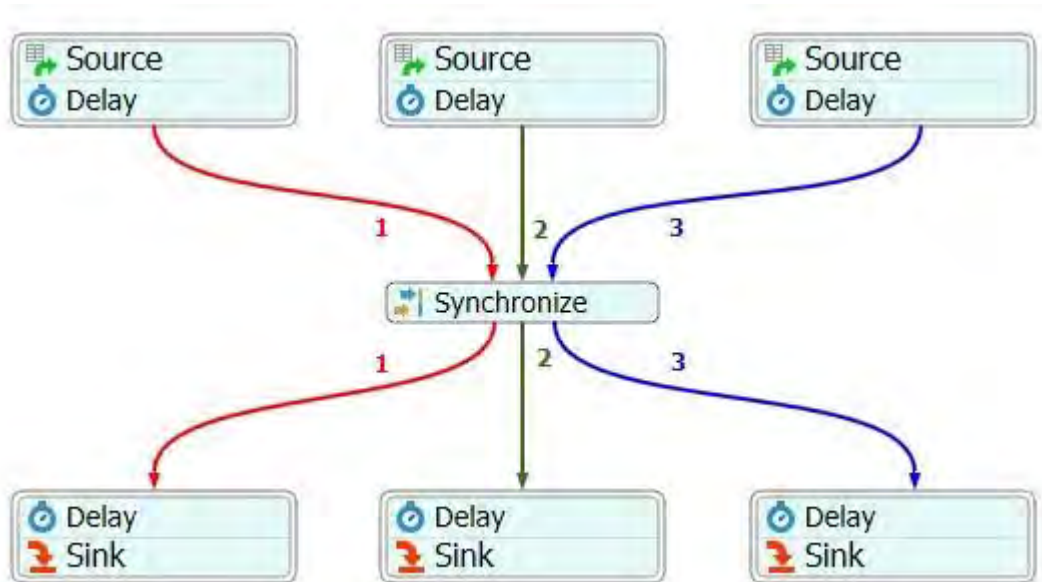 Source
Delay
Source
Delay
Source
Delay
1
2
3
Synchronize
1
2
3
Delay
Sink
Delay
Sink
Delay
Sink